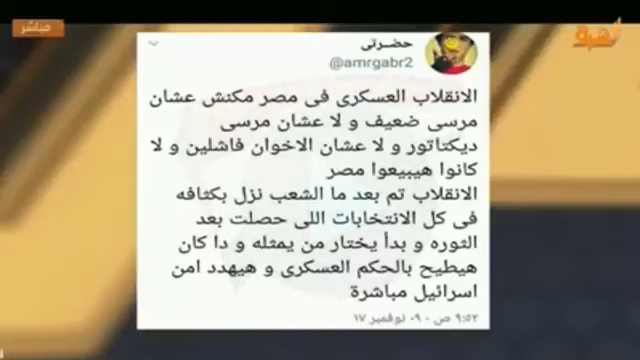 مباشر
حضرتى
@amrgabr2
الانقلاب العسكرى فى مصر مكنش عشان
مرسى ضعيف و لا عشان مرسى
ديكتاتور و لا عشان الاخوان فاشلين و لا
كانوا هيبيعوا مصر
الانقلاب تم بعد ما الشعب نزل بكثافه
فى كل الانتخابات اللى حصلت بعد
الثوره و بدأ يختار من يمثله و دا كان
هيطيح بالحكم العسكرى و هيهدد امن
اسرائيل مباشرة
٩:٥٢ ص - ٠٩ نوفمبر ١٧